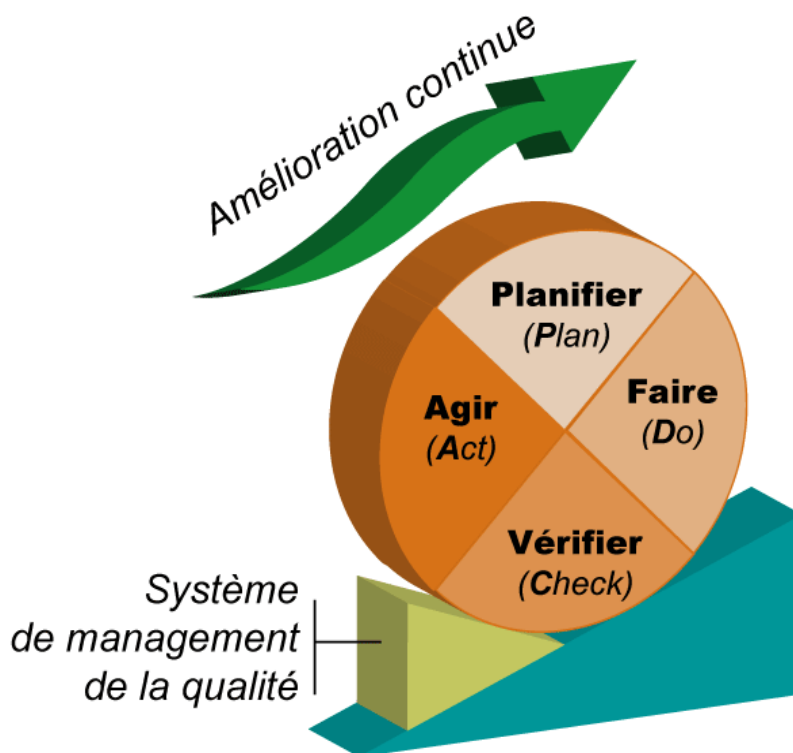 Amélioration continue
Planifier
(Plan)
Faire
(Do)
Agir
(Act)
Vérifier
(Check)
Système
de management
de la qualité